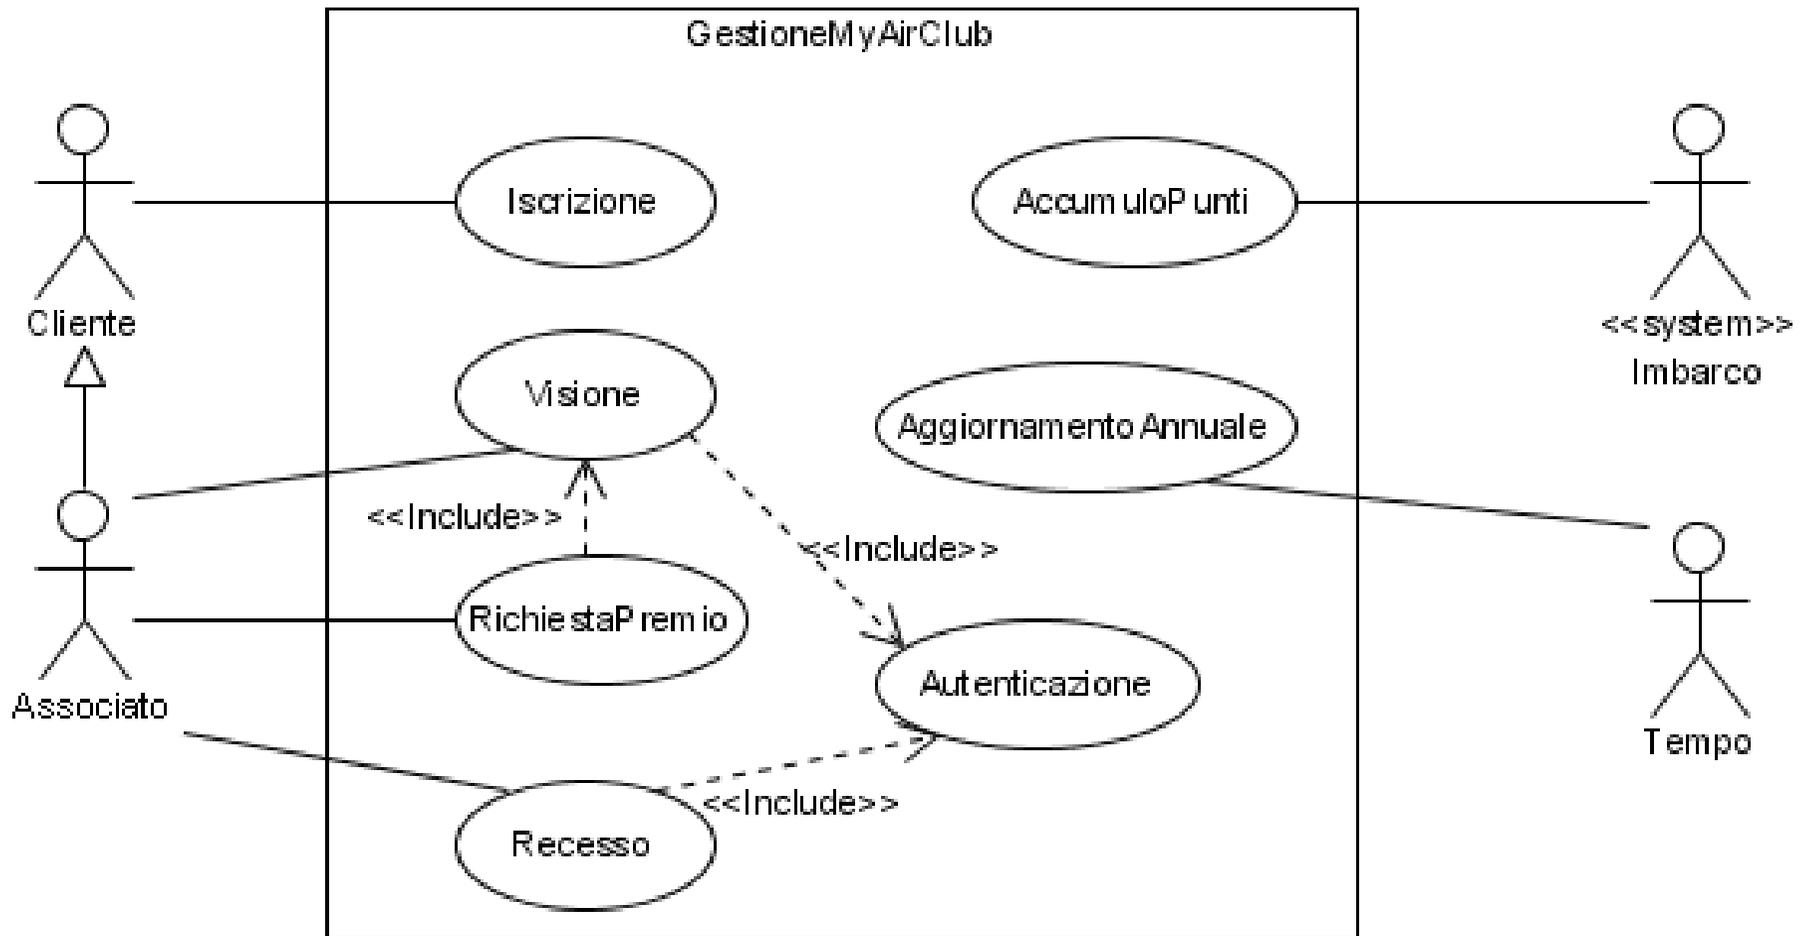 GestioneMyAirClub
Iscrizione
AccumuloPunti
Cliente
<<system>>
Imbarco
Visione
AggiornamentoAnnuale
<<Include>>
<<Include>>
RichiestaPremio
Autenticazione
Associato
Tempo
<<Include>>
Recesso